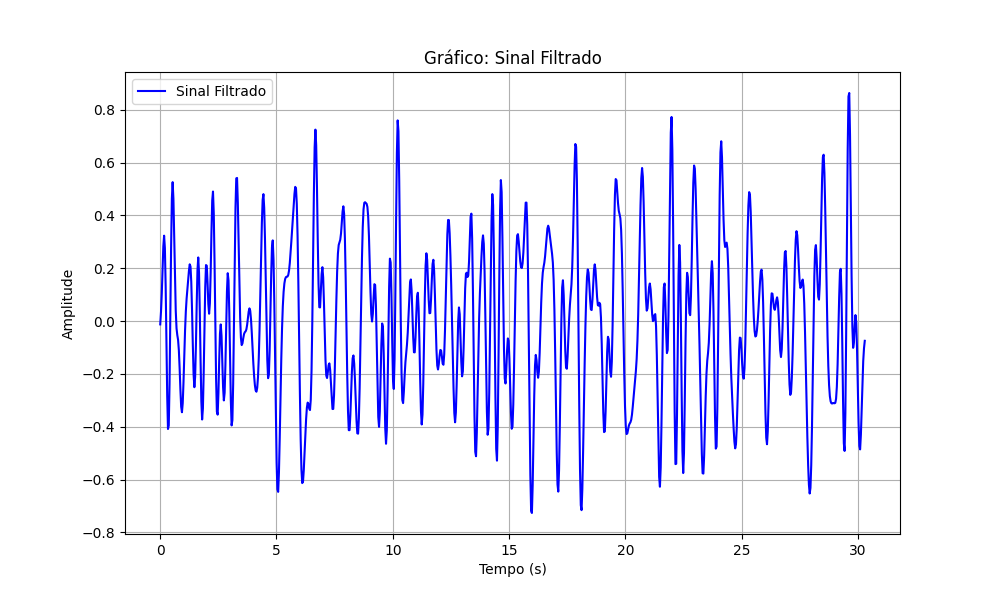 Gráfico: Sinal Filtrado
Sinal Filtrado
Amplitude
0.8
0.6
0.4
0.2
0.0
−0.2
−0.4
−0.6
−0.8
0 5 10 15 20 25 30
Tempo (s)